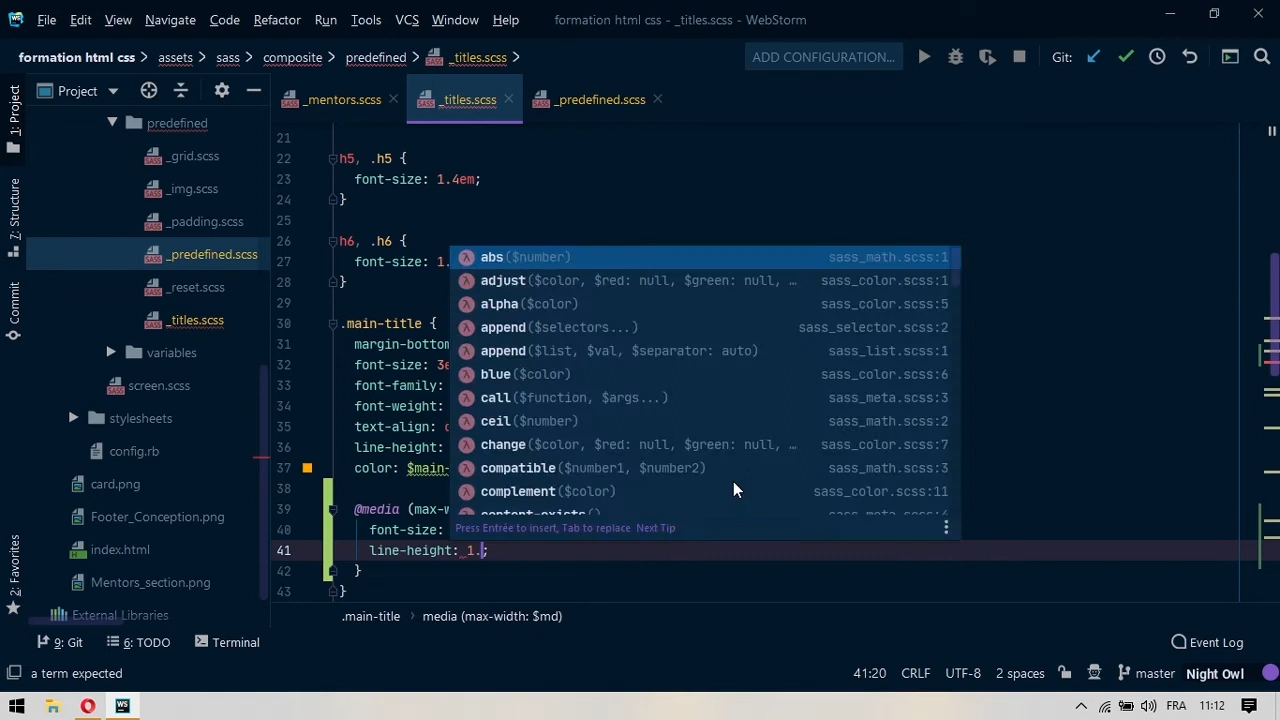 File Edit View Navigate Code Refactor Run Tools VCS Window Help formation html css - _titles.scss - WebStorm
formation html css assets sass composite predefined _titles.scss ADD CONFIGURATION... Git:
1: Project
Z: Structure
Commit
2: Favorites
Project
predefined
_grid.scss
_img.scss
_padding.scss
_predefined.scss
_reset.scss
_titles.scss
variables
screen.scss
stylesheets
config.rb
card.png
Footer_Conception.png
index.html
Mentors_section.png
External Libraries
_mentors.scss _titles.scss _predefined.scss
21
22 h5, .h5 {
23 font-size: 1.4em;
24 }
25
26 h6, .h6 {
27 font-size: 1.
28 }
29
30 .main-title {
31 margin-bottom
32 font-size: 3e
33 font-family:
34 font-weight:
35 text-align: c
36 line-height:
37 color: $main-
38
39 @media (max-w
40 font-size:
41 line-height: 1.;
42 }
43 }
abs($number) sass_math.scss:1
adjust($color, $red: null, $green: null, … sass_color.scss:1
alpha($color) sass_color.scss:5
append($selectors...) sass_selector.scss:2
append($list, $val, $separator: auto) sass_list.scss:1
blue($color) sass_color.scss:6
call($function, $args...) sass_meta.scss:3
ceil($number) sass_math.scss:2
change($color, $red: null, $green: null, … sass_color.scss:7
compatible($number1, $number2) sass_math.scss:3
complement($color) sass_color.scss:11
content-exists() sass_meta.scss:4
Press Entrée to insert, Tab to replace Next Tip
.main-title media (max-width: $md)
9: Git 6: TODO Terminal Event Log
a term expected 41:20 CRLF UTF-8 2 spaces master Night Owl
FRA 11:12